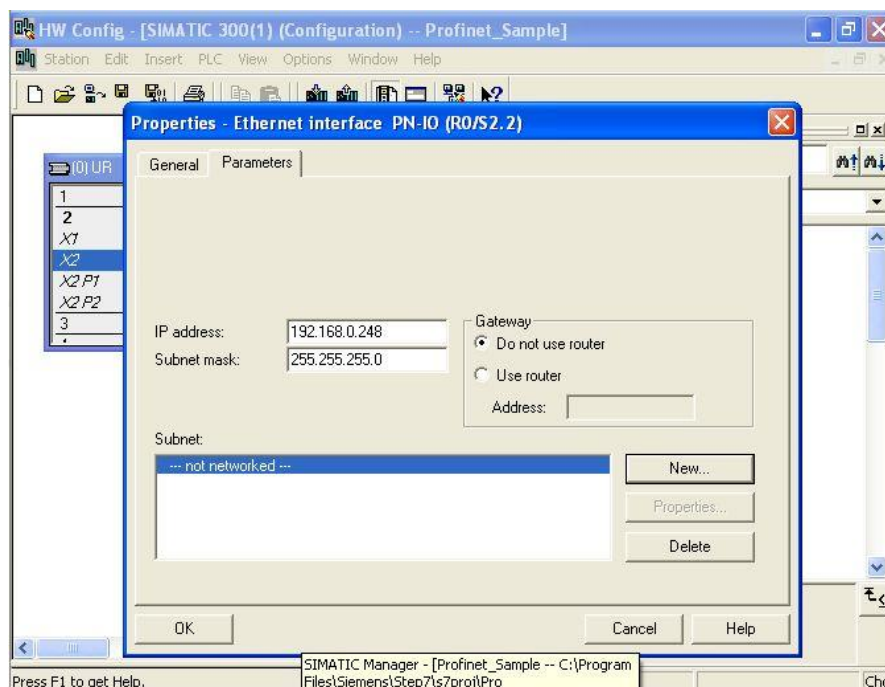 HW Config - [SIMATIC 300(1) (Configuration) -- Profinet_Sample]
Station Edit Insert PLC View Options Window Help
Properties - Ethernet interface PN-IO (R0/S2.2)
General Parameters
(0) UR
1
2
X1
X2
X2 P1
X2 P2
3
IP address: 192.168.0.248
Subnet mask: 255.255.255.0
Gateway
Do not use router
Use router
Address:
Subnet:
--- not networked ---
New...
Properties...
Delete
OK Cancel Help
SIMATIC Manager - [Profinet_Sample -- C:\Program
Files\Siemens\Step7\s7proj\Pro
Press F1 to get Help.